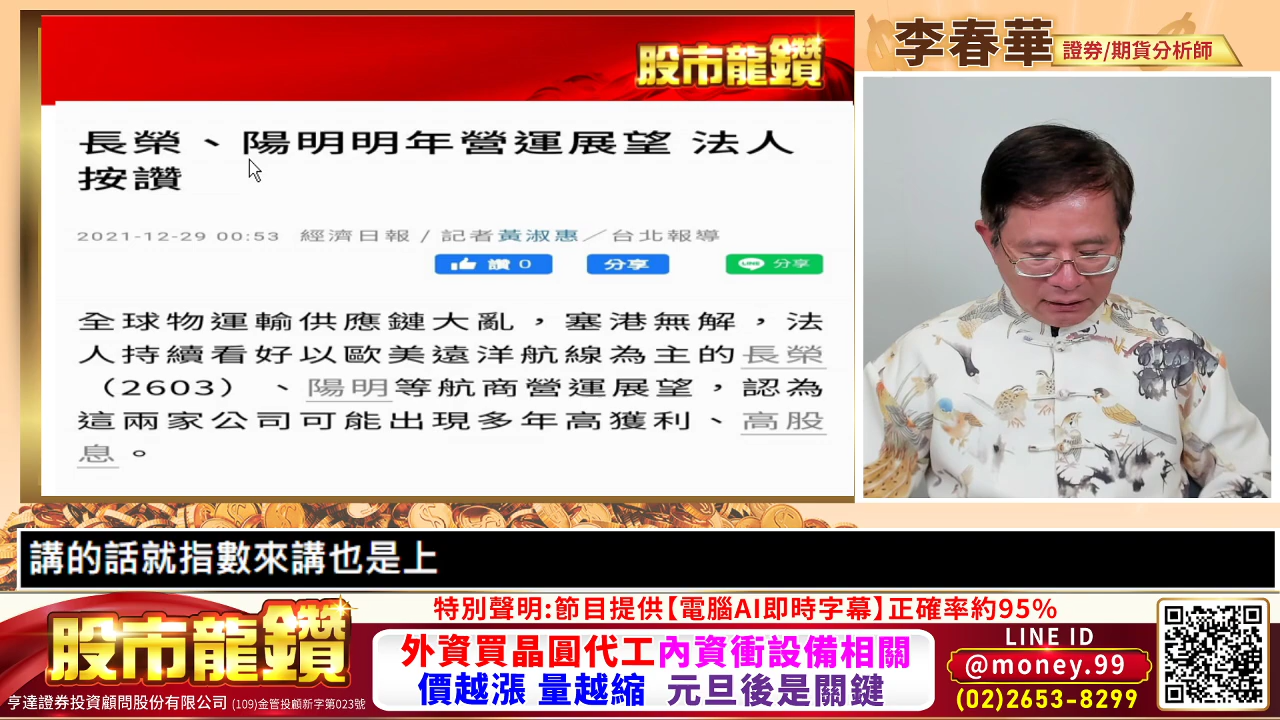 股市龍鑽
李春華
證券/期貨分析師
長榮、陽明明年營運展望 法人
按讚
2021-12-29 00:53 經濟日報 / 記者黃淑惠／台北報導
讚 0
分享
LINE 分享
全球物運輸供應鏈大亂，塞港無解，法
人持續看好以歐美遠洋航線為主的長榮
（2603）、陽明等航商營運展望，認為
這兩家公司可能出現多年高獲利、高股
息。
講的話就指數來講也是上
特別聲明:節目提供【電腦AI即時字幕】正確率約95%
股市龍鑽
亨達證券投資顧問股份有限公司 (109)金管投顧新字第023號
外資買晶圓代工內資衝設備相關
價越漲 量越縮 元旦後是關鍵
LINE ID
@money.99
(02)2653-8299